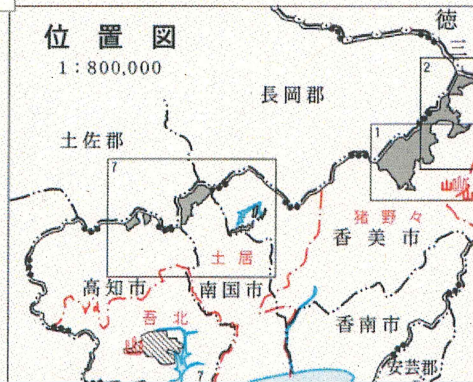 位置図
1:800,000
徳
三
2
長岡郡
1
土佐郡
7
猪野々
香美市
土居
高知市
南国市
吾北
香南市
安芸郡
7